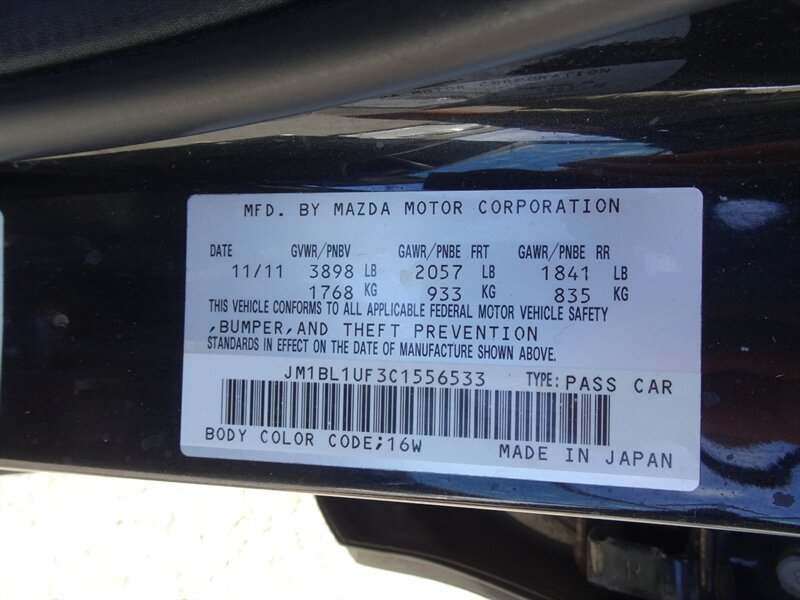 MFD. BY MAZDA MOTOR CORPORATION
DATE GVWR/PNBV GAWR/PNBE FRT GAWR/PNBE RR
11/11 3898 LB 2057 LB 1841 LB
1768 KG 933 KG 835 KG
THIS VEHICLE CONFORMS TO ALL APPLICABLE FEDERAL MOTOR VEHICLE SAFETY
,BUMPER,AND THEFT PREVENTION
STANDARDS IN EFFECT ON THE DATE OF MANUFACTURE SHOWN ABOVE.
JM1BL1UF3C1556533 TYPE: PASS CAR
BODY COLOR CODE;16W MADE IN JAPAN
R